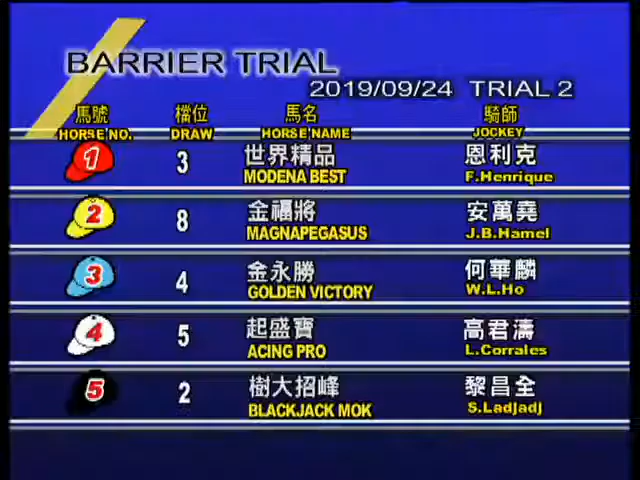 BARRIER TRIAL
2019/09/24 TRIAL 2
馬號 檔位 馬名 騎師
HORSE NO. DRAW HORSE NAME JOCKEY
1 3 世界精品 恩利克
MODENA BEST F.Henrique
2 8 金福將 安萬堯
MAGNAPEGASUS J.B.Hamel
3 4 金永勝 何華麟
GOLDEN VICTORY W.L.Ho
4 5 起盛寶 高君濤
ACING PRO L.Corrales
5 2 樹大招峰 黎昌全
BLACKJACK MOK S.Ladjadj